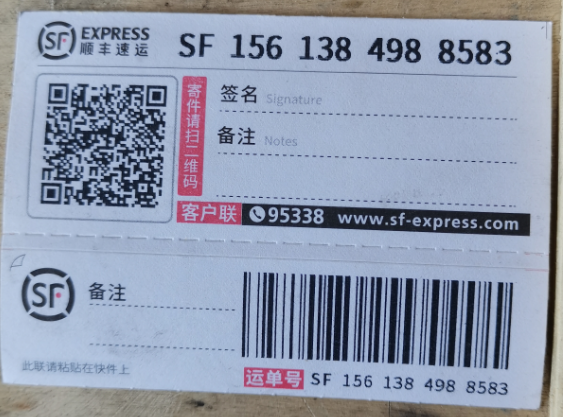 SF EXPRESS
顺丰速运
SF 156 138 498 8583
寄件请扫二维码
签名 Signature
备注 Notes
客户联 95338 www.sf-express.com
SF 备注
此联请粘贴在快件上
运单号 SF 156 138 498 8583